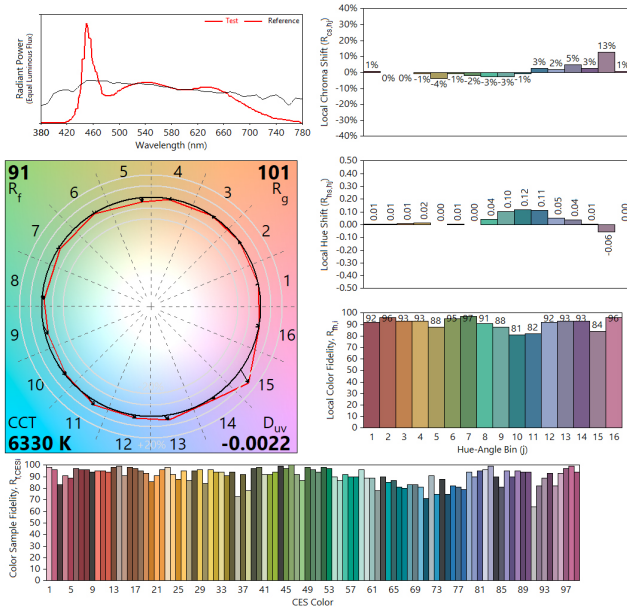 Radiant Power
(Equal Luminous Flux)
Test
Reference
380 420 460 500 540 580 620 660 700 740 780
Wavelength (nm)
Local Chroma Shift (Rcs,hj)
40%
30%
20%
10%
0%
-10%
-20%
-30%
-40%
1% 0% 0% -1% -4% -1% -2% -3% -3% -1% 3% 2% 5% 3% 13% 1%
91
Rf
101
Rg
1
2
3
4
5
6
7
8
9
10
11
12
13
14
15
16
+20%
CCT
6330 K
Duv
-0.0022
Local Hue Shift (Rhs,hj)
0.50
0.40
0.30
0.20
0.10
0.00
-0.10
-0.20
-0.30
-0.40
-0.50
0.01 0.01 0.01 0.02 0.00 0.01 0.00 0.04 0.10 0.12 0.11 0.05 0.04 0.01 -0.06 0.00
Local Color Fidelity, Rfh,j
100
90
80
70
60
50
40
30
20
10
0
92 96 93 93 88 95 97 91 88 81 82 92 93 93 84 96
1 2 3 4 5 6 7 8 9 10 11 12 13 14 15 16
Hue-Angle Bin (j)
Color Sample Fidelity, Rf,CESi
100
90
80
70
60
50
40
30
20
10
0
1 5 9 13 17 21 25 29 33 37 41 45 49 53 57 61 65 69 73 77 81 85 89 93 97
CES Color